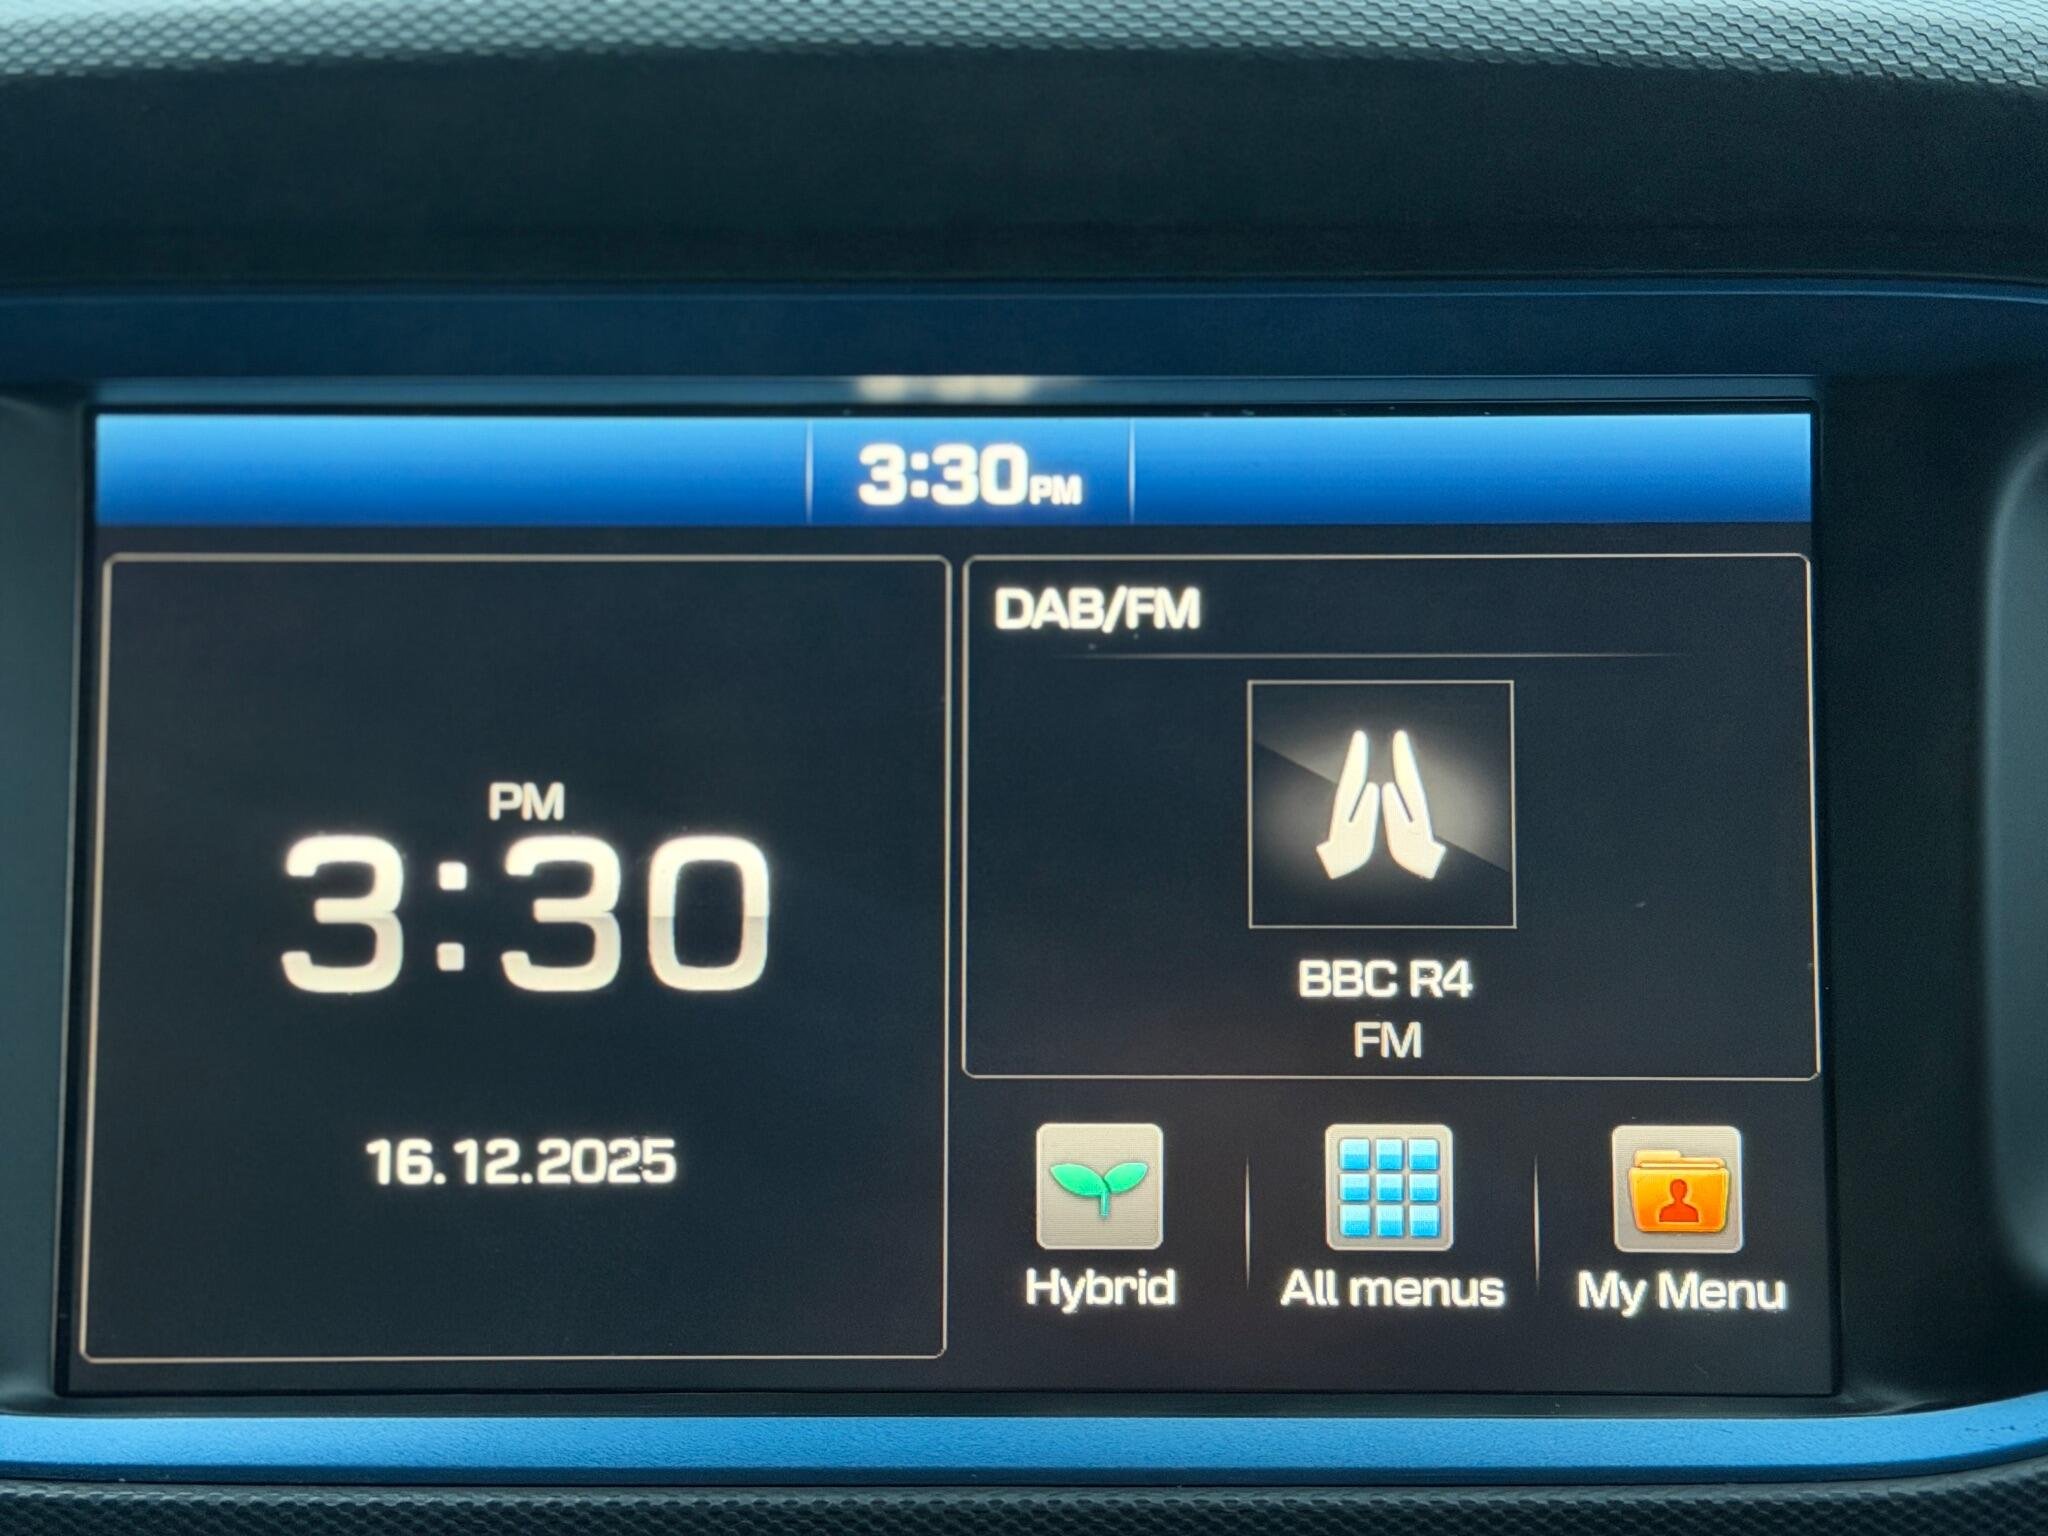 3:30PM
PM
3:30
16.12.2025
DAB/FM
BBC R4
FM
Hybrid
All menus
My Menu